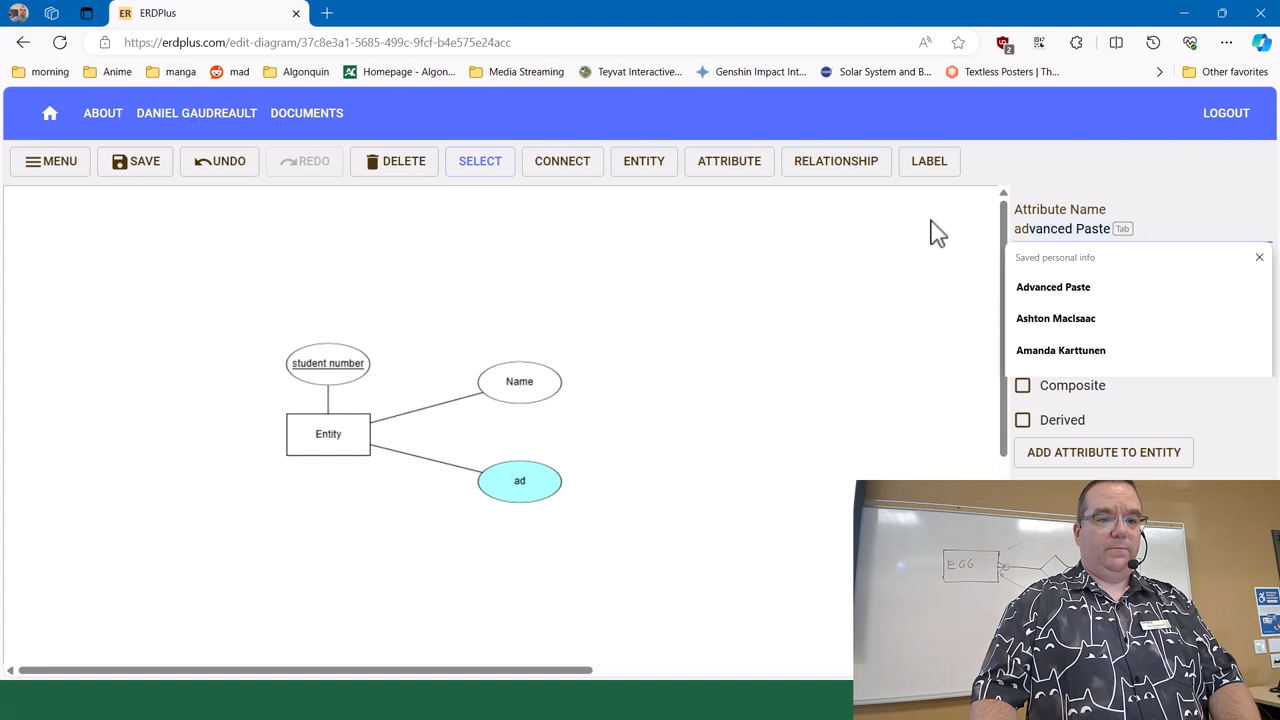 ERDPlus
https://erdplus.com/edit-diagram/37c8e3a1-5685-499c-9fcf-b4e575e24acc
2
morning
Anime
manga
mad
Algonquin
Homepage - Algon...
Media Streaming
Teyvat Interactive...
Genshin Impact Int...
Solar System and B...
Textless Posters | Th...
Other favorites
ABOUT
DANIEL GAUDREAULT
DOCUMENTS
LOGOUT
MENU
SAVE
UNDO
REDO
DELETE
SELECT
CONNECT
ENTITY
ATTRIBUTE
RELATIONSHIP
LABEL
Attribute Name
advanced Paste Tab
Saved personal info
Advanced Paste
Ashton MacIsaac
Amanda Karttunen
Composite
Derived
ADD ATTRIBUTE TO ENTITY
student number
Name
Entity
ad
EGG